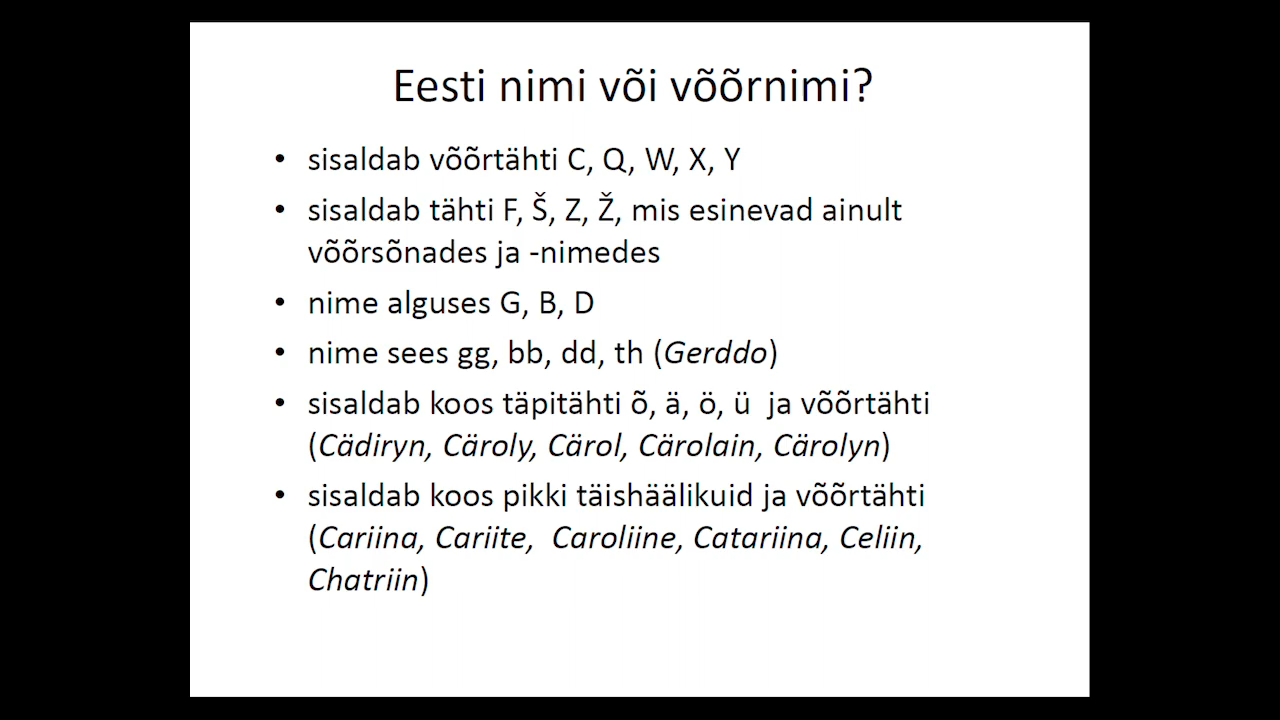 Eesti nimi või võõrnimi?
• sisaldab võõrtähti C, Q, W, X, Y
• sisaldab tähti F, Š, Z, Ž, mis esinevad ainult
võõrsõnades ja -nimedes
• nime alguses G, B, D
• nime sees gg, bb, dd, th (Gerddo)
• sisaldab koos täpitähti õ, ä, ö, ü ja võõrtähti
(Cädiryn, Cäroly, Cärol, Cärolain, Cärolyn)
• sisaldab koos pikki täishäälikuid ja võõrtähti
(Cariina, Cariite, Caroliine, Catariina, Celiin,
Chatriin)